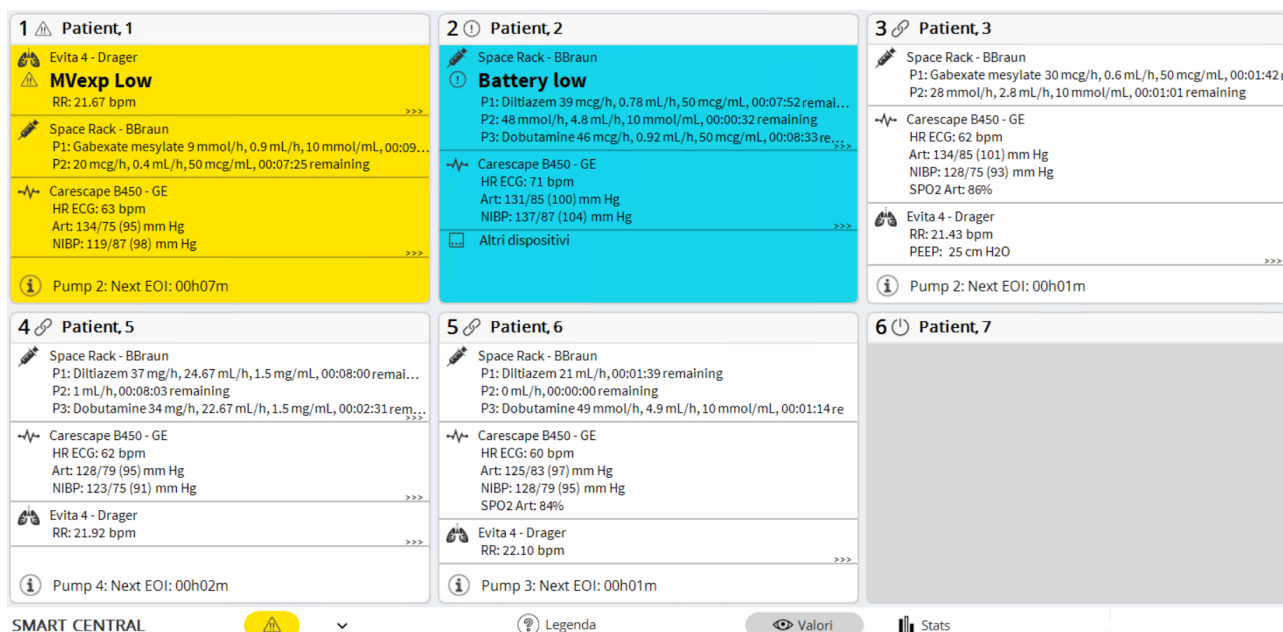 1 Patient, 1
Evita 4 - Drager
MVexp Low
RR: 21.67 bpm
>>>
Space Rack - BBraun
P1: Gabexate mesylate 9 mmol/h, 0.9 mL/h, 10 mmol/mL, 00:09...
P2: 20 mcg/h, 0.4 mL/h, 50 mcg/mL, 00:07:25 remaining
Carescape B450 - GE
HR ECG: 63 bpm
Art: 134/75 (95) mm Hg
NIBP: 119/87 (98) mm Hg
>>>
Pump 2: Next EOI: 00h07m
2 Patient, 2
Space Rack - BBraun
Battery low
P1: Diltiazem 39 mcg/h, 0.78 mL/h, 50 mcg/mL, 00:07:52 remai...
P2: 48 mmol/h, 4.8 mL/h, 10 mmol/mL, 00:00:32 remaining
P3: Dobutamine 46 mcg/h, 0.92 mL/h, 50 mcg/mL, 00:08:33 re...
>>>
Carescape B450 - GE
HR ECG: 71 bpm
Art: 131/85 (100) mm Hg
NIBP: 137/87 (104) mm Hg
>>>
Altri dispositivi
3 Patient, 3
Space Rack - BBraun
P1: Gabexate mesylate 30 mcg/h, 0.6 mL/h, 50 mcg/mL, 00:01:42 r
P2: 28 mmol/h, 2.8 mL/h, 10 mmol/mL, 00:01:01 remaining
Carescape B450 - GE
HR ECG: 62 bpm
Art: 134/85 (101) mm Hg
NIBP: 128/75 (93) mm Hg
SPO2 Art: 86%
Evita 4 - Drager
RR: 21.43 bpm
PEEP: 25 cm H2O
>>>
Pump 2: Next EOI: 00h01m
4 Patient, 5
Space Rack - BBraun
P1: Diltiazem 37 mg/h, 24.67 mL/h, 1.5 mg/mL, 00:08:00 remai...
P2: 1 mL/h, 00:08:03 remaining
P3: Dobutamine 34 mg/h, 22.67 mL/h, 1.5 mg/mL, 00:02:31 rem...
>>>
Carescape B450 - GE
HR ECG: 62 bpm
Art: 128/79 (95) mm Hg
NIBP: 123/75 (91) mm Hg
>>>
Evita 4 - Drager
RR: 21.92 bpm
>>>
Pump 4: Next EOI: 00h02m
5 Patient, 6
Space Rack - BBraun
P1: Diltiazem 21 mL/h, 00:01:39 remaining
P2: 0 mL/h, 00:00:00 remaining
P3: Dobutamine 49 mmol/h, 4.9 mL/h, 10 mmol/mL, 00:01:14 re
Carescape B450 - GE
HR ECG: 60 bpm
Art: 125/83 (97) mm Hg
NIBP: 128/79 (95) mm Hg
SPO2 Art: 84%
Evita 4 - Drager
RR: 22.10 bpm
>>>
Pump 3: Next EOI: 00h01m
6 Patient, 7
SMART CENTRAL
Legenda
Valori
Stats